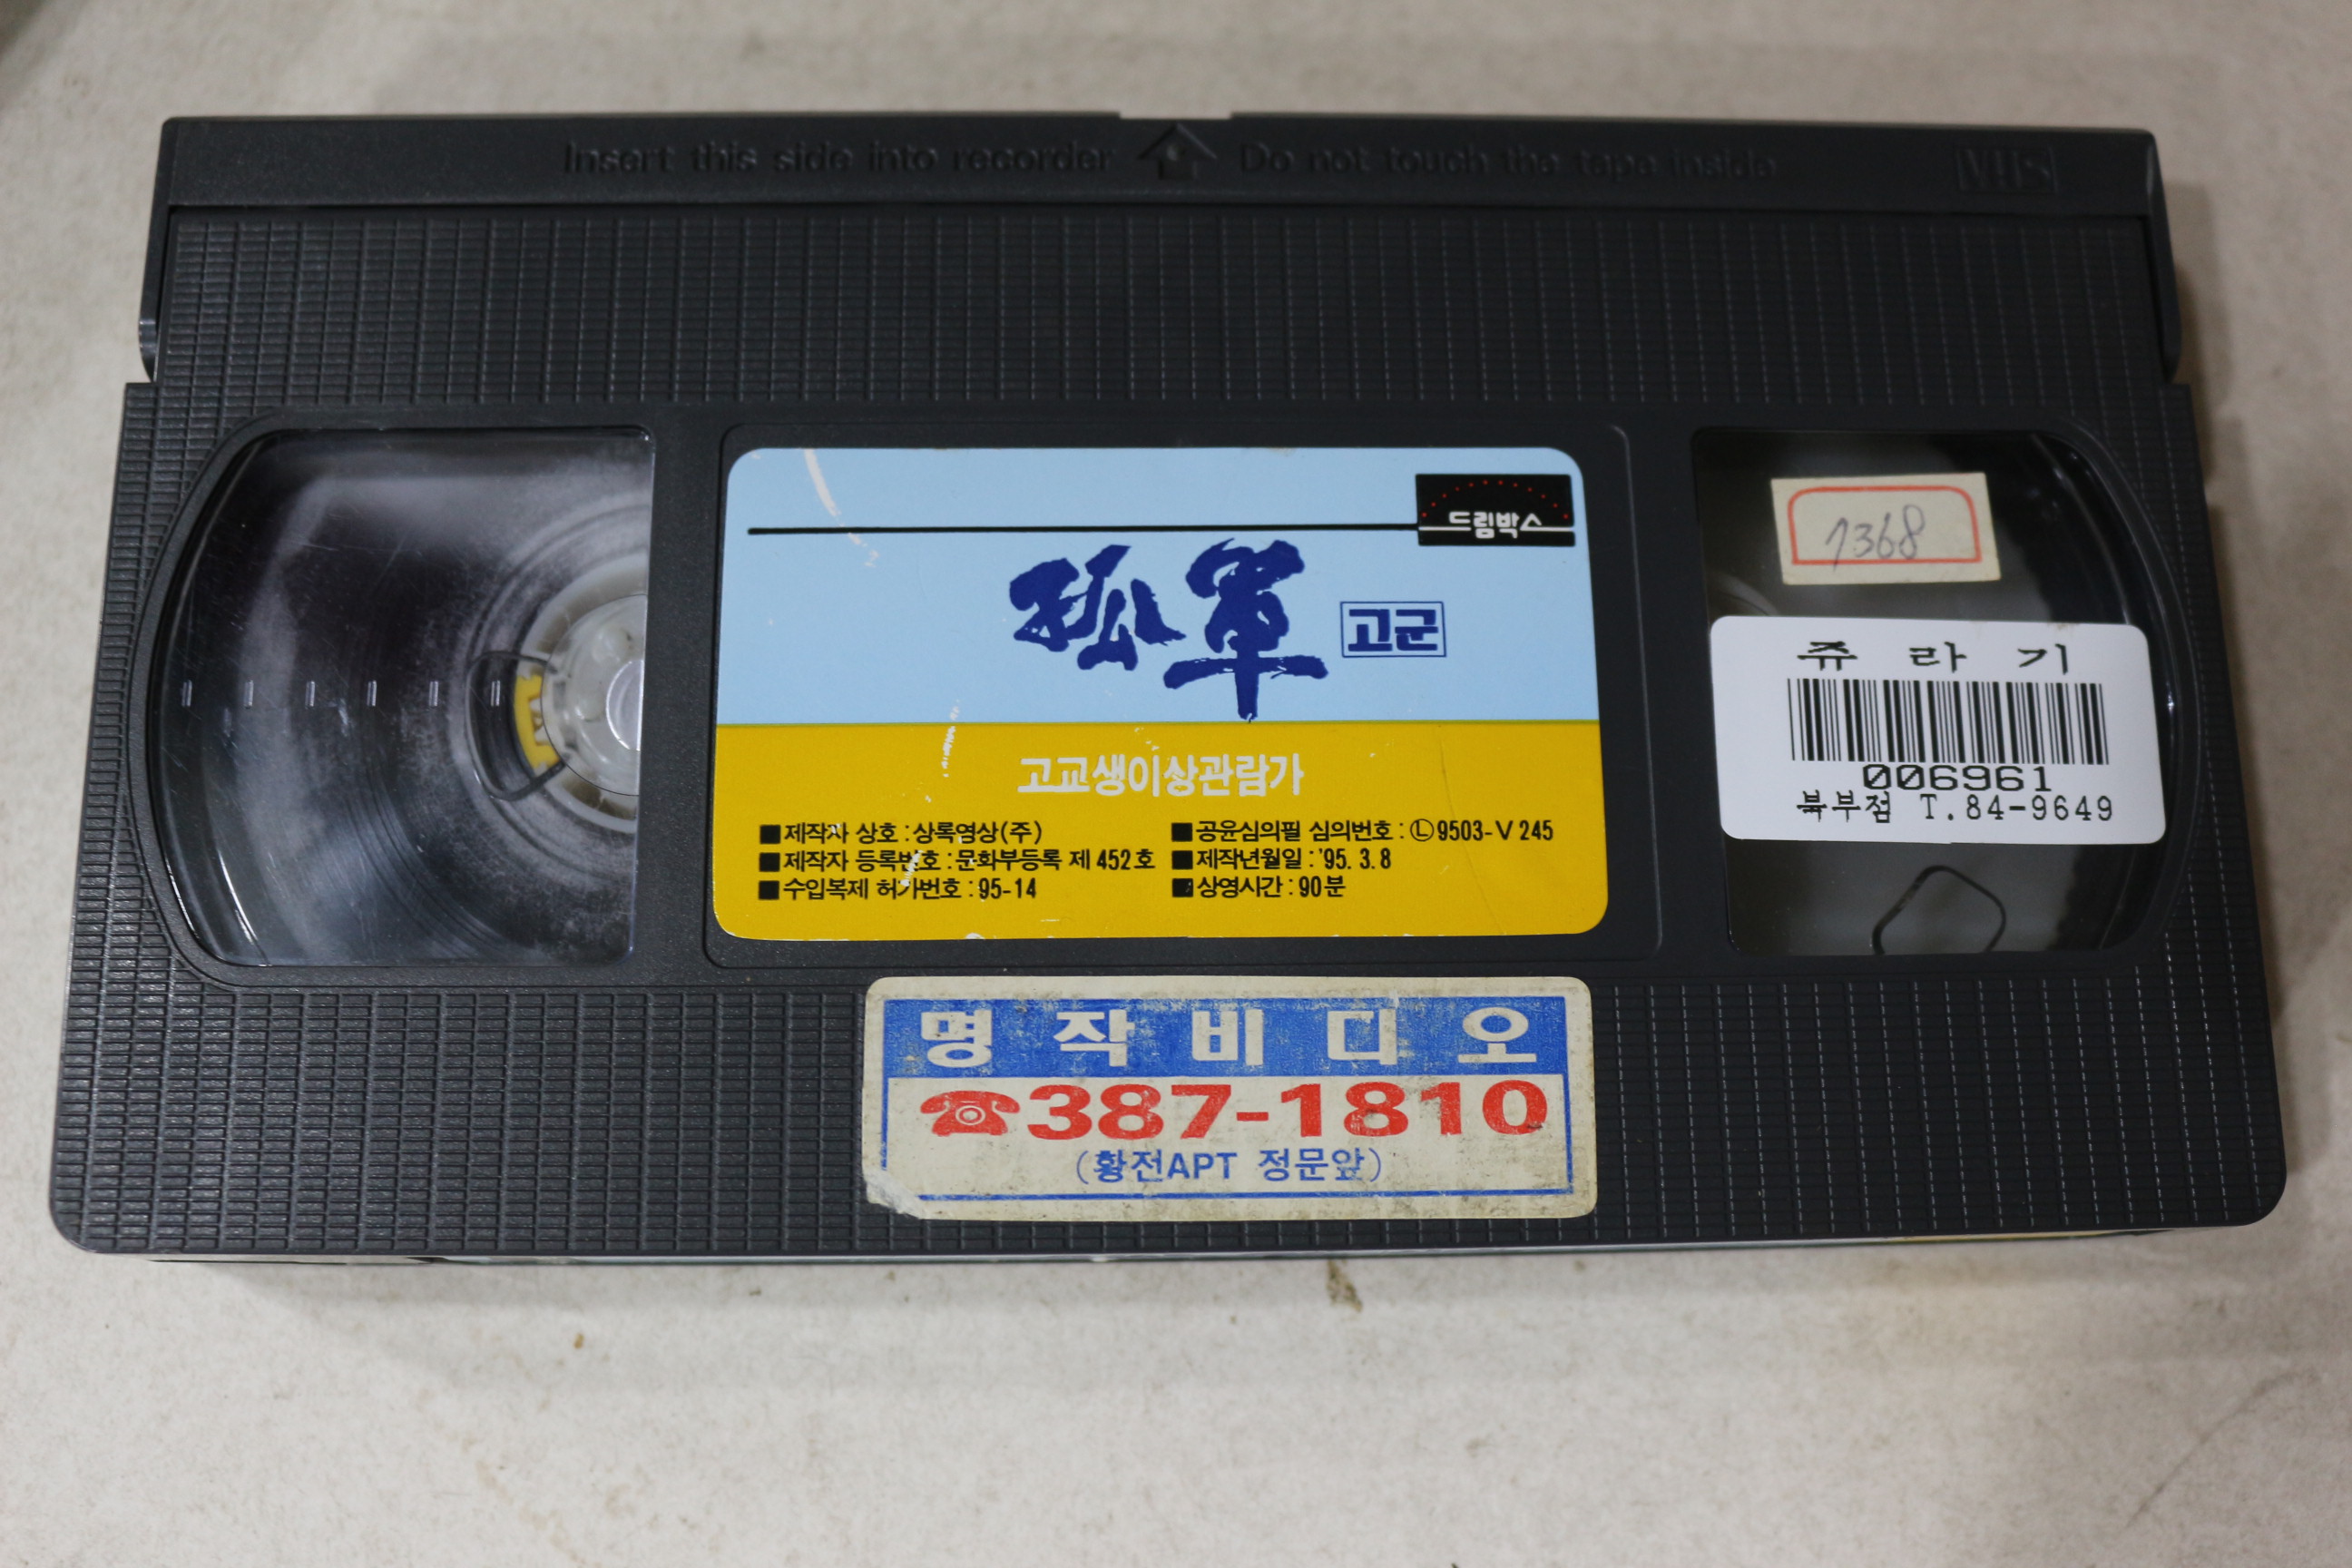 Insert this side into recorder Do not touch the tape inside VHS
드림박스
孤軍 고군
고교생이상관람가
■제작자 상호 : 상록영상(주)
■제작자 등록번호 : 문화부등록 제 452호
■수입복제 허가번호 : 95-14
■공윤심의필 심의번호 : Ⓛ9503-V 245
■제작년월일 : '95. 3. 8
■상영시간 : 90분
1368
쥬 라 기
006961
북부점 T.84-9649
명작비디오
☎387-1810
(황전APT 정문앞)